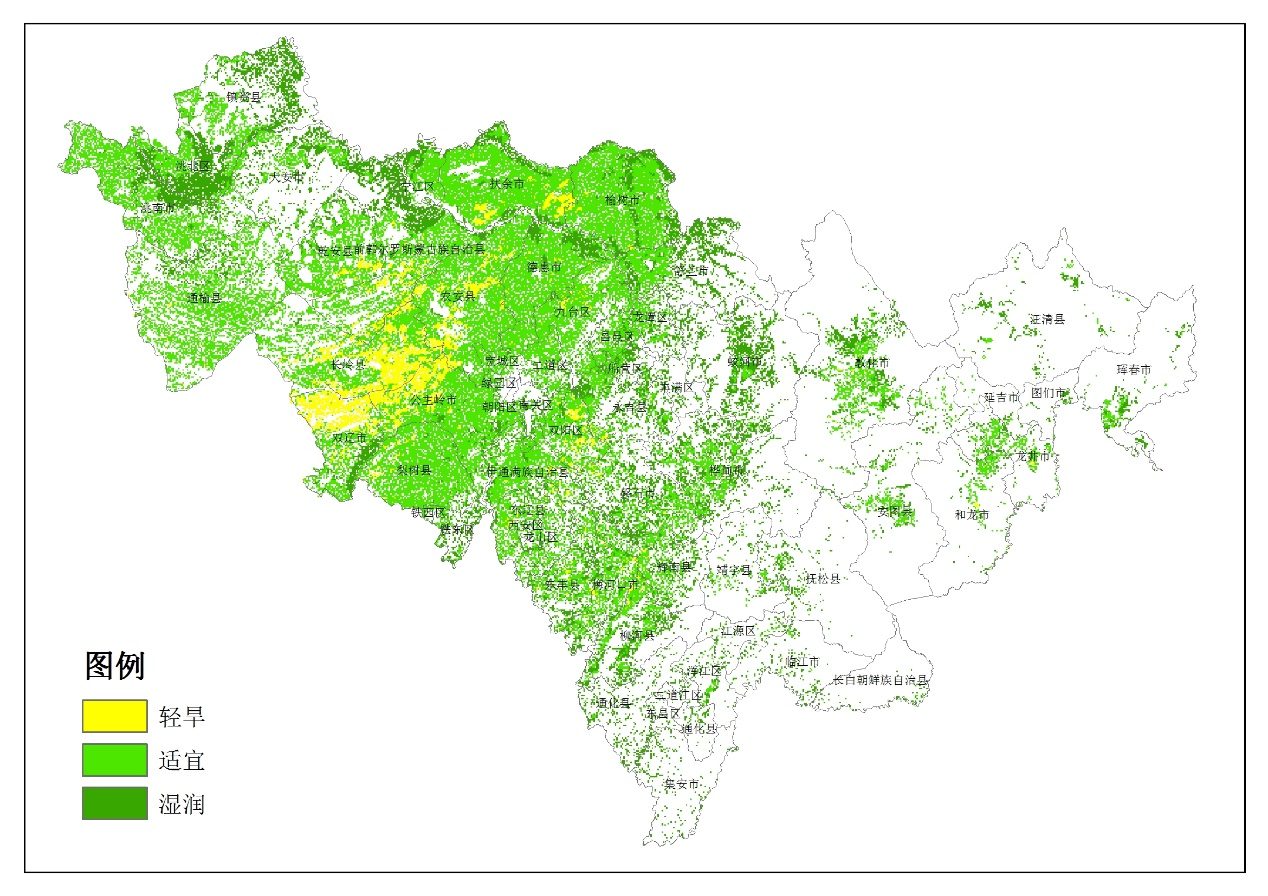 镇赉县
洮北区
大安市
洮南市
宁江区
扶余市
榆树市
乾安县
前郭尔罗斯蒙古族自治县
德惠市
舒兰市
通榆县
农安县
九台区
龙潭区
昌邑区
汪清县
长岭县
宽城区
二道区
船营区
蛟河市
敦化市
珲春市
绿园区
丰满区
延吉市
图们市
公主岭市
朝阳区
南关区
永吉县
双辽市
双阳区
龙井市
梨树县
伊通满族自治县
桦甸市
磐石市
铁西区
东辽县
安图县
和龙市
铁东区
西安区
龙山区
东丰县
梅河口市
辉南县
靖宇县
抚松县
柳河县
江源区
浑江区
临江市
长白朝鲜族自治县
通化县
二道江区
东昌区
通化县
集安市
图例
轻旱
适宜
湿润